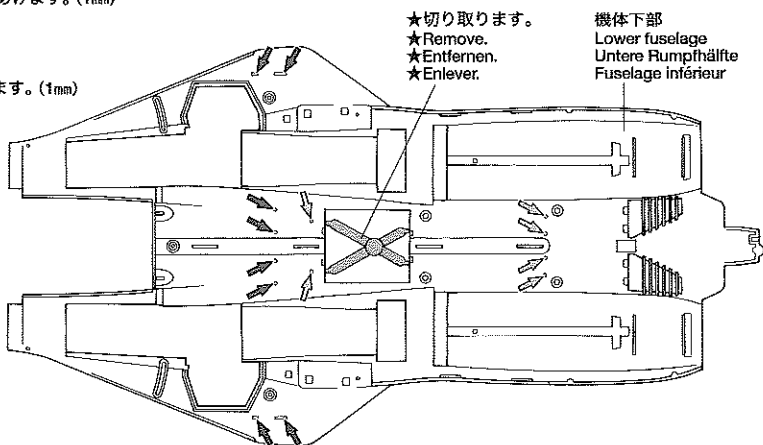 けます。(1mm)
ます。(1mm)
★切り取ります。
★Remove.
★Entfernen.
★Enlever.
機体下部
Lower fuselage
Untere Rumpfhälfte
Fuselage inférieur